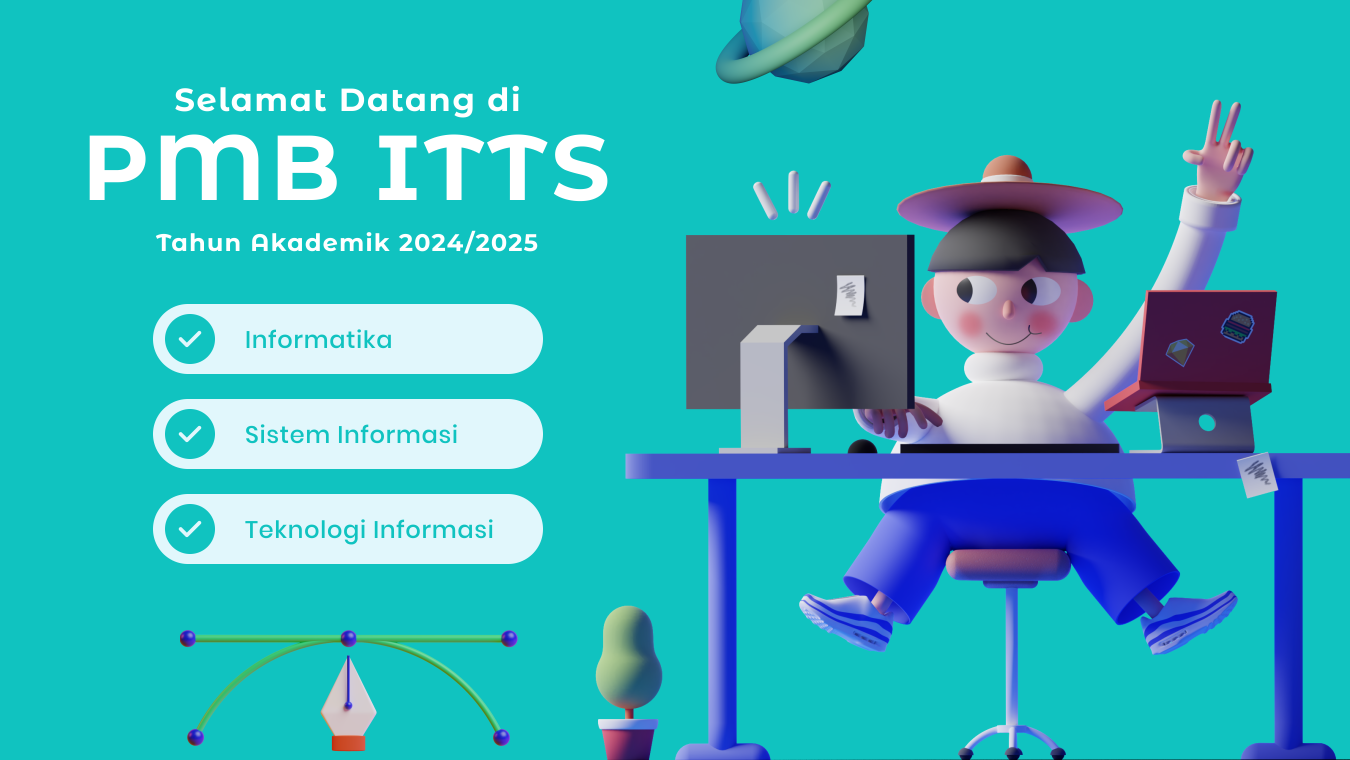 Selamat Datang di
PMB ITTS
Tahun Akademik 2024/2025
Informatika
Sistem Informasi
Teknologi Informasi